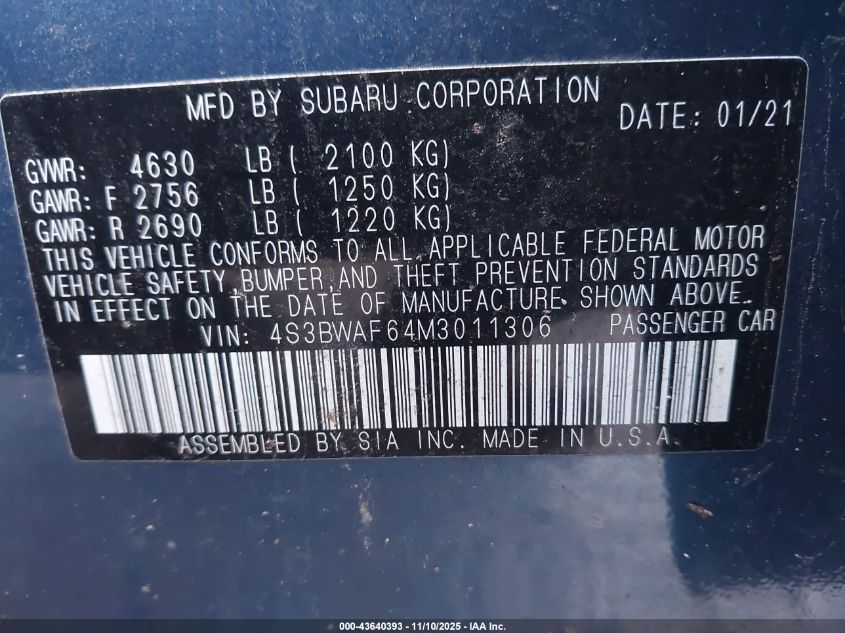 MFD BY SUBARU CORPORATION DATE: 01/21
GVWR: 4630 LB ( 2100 KG)
GAWR: F 2756 LB ( 1250 KG)
GAWR: R 2690 LB ( 1220 KG)
THIS VEHICLE CONFORMS TO ALL APPLICABLE FEDERAL MOTOR
VEHICLE SAFETY, BUMPER, AND THEFT PREVENTION STANDARDS
IN EFFECT ON THE DATE OF MANUFACTURE SHOWN ABOVE.
VIN: 4S3BWAF64M3011306 PASSENGER CAR
ASSEMBLED BY SIA INC. MADE IN U.S.A.
000-43640393 - 11/10/2025 - IAA Inc.